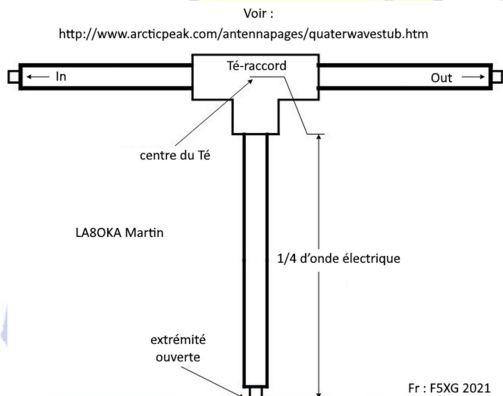 Voir :
http://www.arcticpeak.com/antennapages/quaterwavestub.htm
In
Té-raccord
Out
centre du Té
LA8OKA Martin
1/4 d’onde électrique
extrémité
ouverte
Fr : F5XG 2021